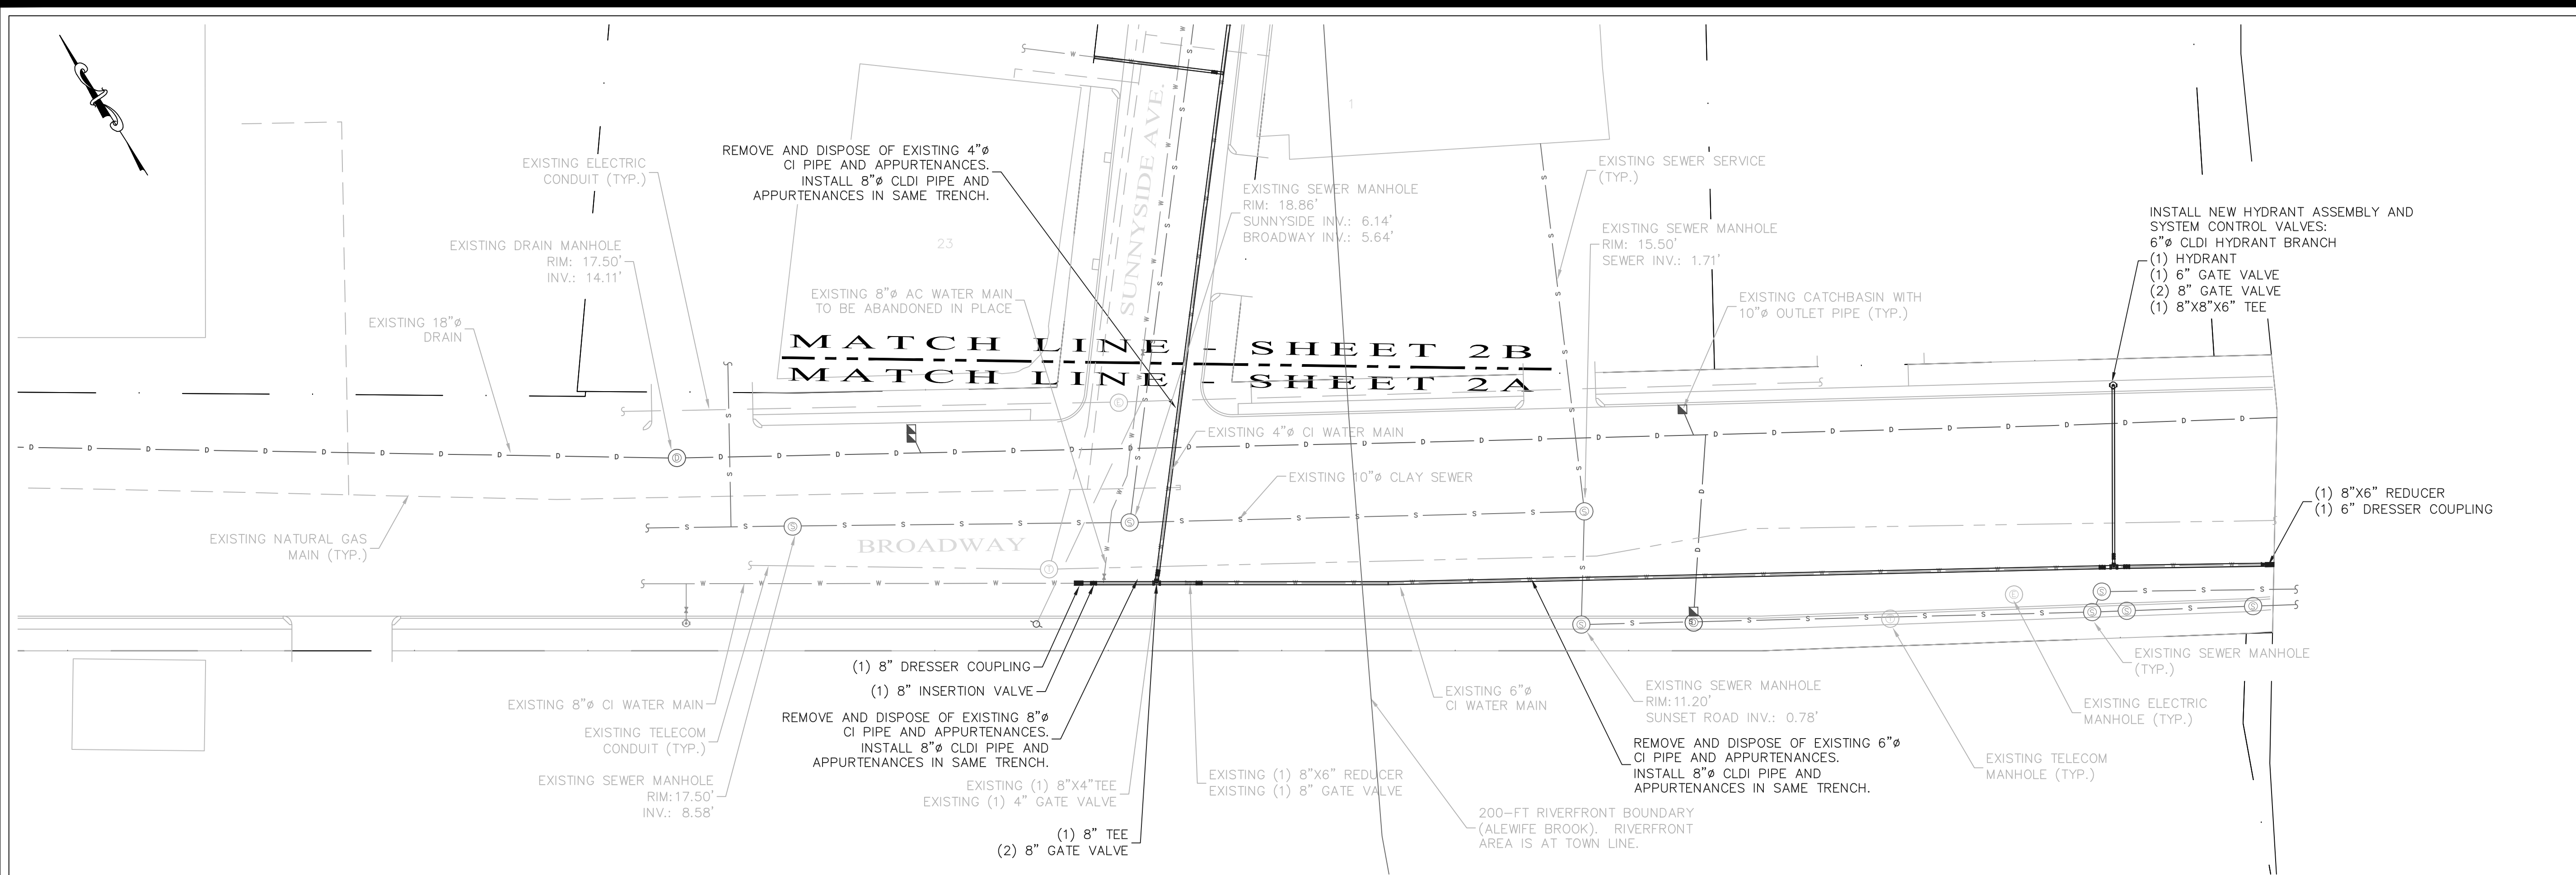 REMOVE AND DISPOSE OF EXISTING 4"ø
CI PIPE AND APPURTENANCES.
INSTALL 8"ø CLDI PIPE AND
APPURTENANCES IN SAME TRENCH.
EXISTING ELECTRIC
CONDUIT (TYP.)
EXISTING DRAIN MANHOLE
RIM: 17.50'
INV.: 14.11'
EXISTING 18"ø
DRAIN
23
SUNNYSIDE AVE.
1
EXISTING 8"ø AC WATER MAIN
TO BE ABANDONED IN PLACE
EXISTING SEWER MANHOLE
RIM: 18.86'
SUNNYSIDE INV.: 6.14'
BROADWAY INV.: 5.64'
EXISTING SEWER SERVICE
(TYP.)
EXISTING SEWER MANHOLE
RIM: 15.50'
SEWER INV.: 1.71'
EXISTING CATCHBASIN WITH
10"ø OUTLET PIPE (TYP.)
INSTALL NEW HYDRANT ASSEMBLY AND
SYSTEM CONTROL VALVES:
6"ø CLDI HYDRANT BRANCH
(1) HYDRANT
(1) 6" GATE VALVE
(2) 8" GATE VALVE
(1) 8"X8"X6" TEE
MATCH LINE - SHEET 2B
MATCH LINE - SHEET 2A
EXISTING 4"ø CI WATER MAIN
EXISTING 10"ø CLAY SEWER
EXISTING NATURAL GAS
MAIN (TYP.)
BROADWAY
(1) 8"X6" REDUCER
(1) 6" DRESSER COUPLING
(1) 8" DRESSER COUPLING
(1) 8" INSERTION VALVE
REMOVE AND DISPOSE OF EXISTING 8"ø
CI PIPE AND APPURTENANCES.
INSTALL 8"ø CLDI PIPE AND
APPURTENANCES IN SAME TRENCH.
EXISTING 8"ø CI WATER MAIN
EXISTING TELECOM
CONDUIT (TYP.)
EXISTING SEWER MANHOLE
RIM:17.50'
INV.: 8.58'
EXISTING (1) 8"X4"TEE
EXISTING (1) 4" GATE VALVE
(1) 8" TEE
(2) 8" GATE VALVE
EXISTING (1) 8"X6" REDUCER
EXISTING (1) 8" GATE VALVE
EXISTING 6"ø
CI WATER MAIN
200-FT RIVERFRONT BOUNDARY
(ALEWIFE BROOK). RIVERFRONT
AREA IS AT TOWN LINE.
EXISTING SEWER MANHOLE
RIM:11.20'
SUNSET ROAD INV.: 0.78'
REMOVE AND DISPOSE OF EXISTING 6"ø
CI PIPE AND APPURTENANCES.
INSTALL 8"ø CLDI PIPE AND
APPURTENANCES IN SAME TRENCH.
EXISTING SEWER MANHOLE
(TYP.)
EXISTING ELECTRIC
MANHOLE (TYP.)
EXISTING TELECOM
MANHOLE (TYP.)